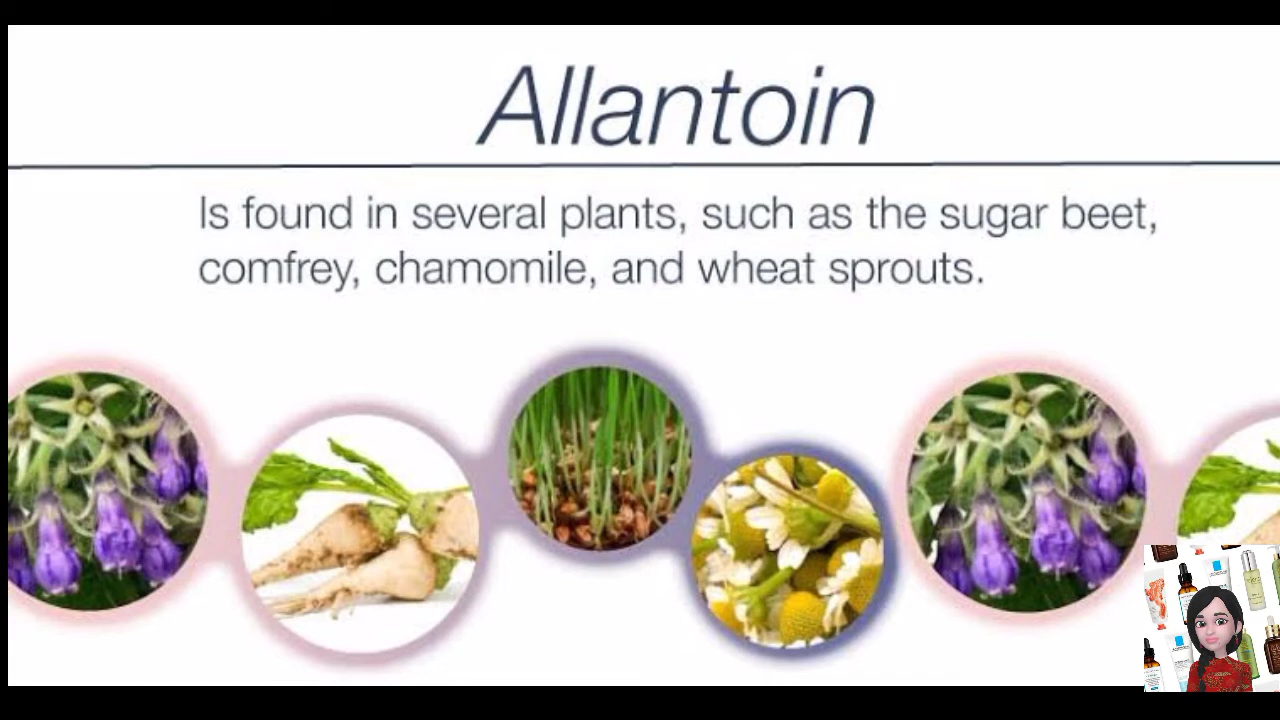 Allantoin
Is found in several plants, such as the sugar beet,
comfrey, chamomile, and wheat sprouts.